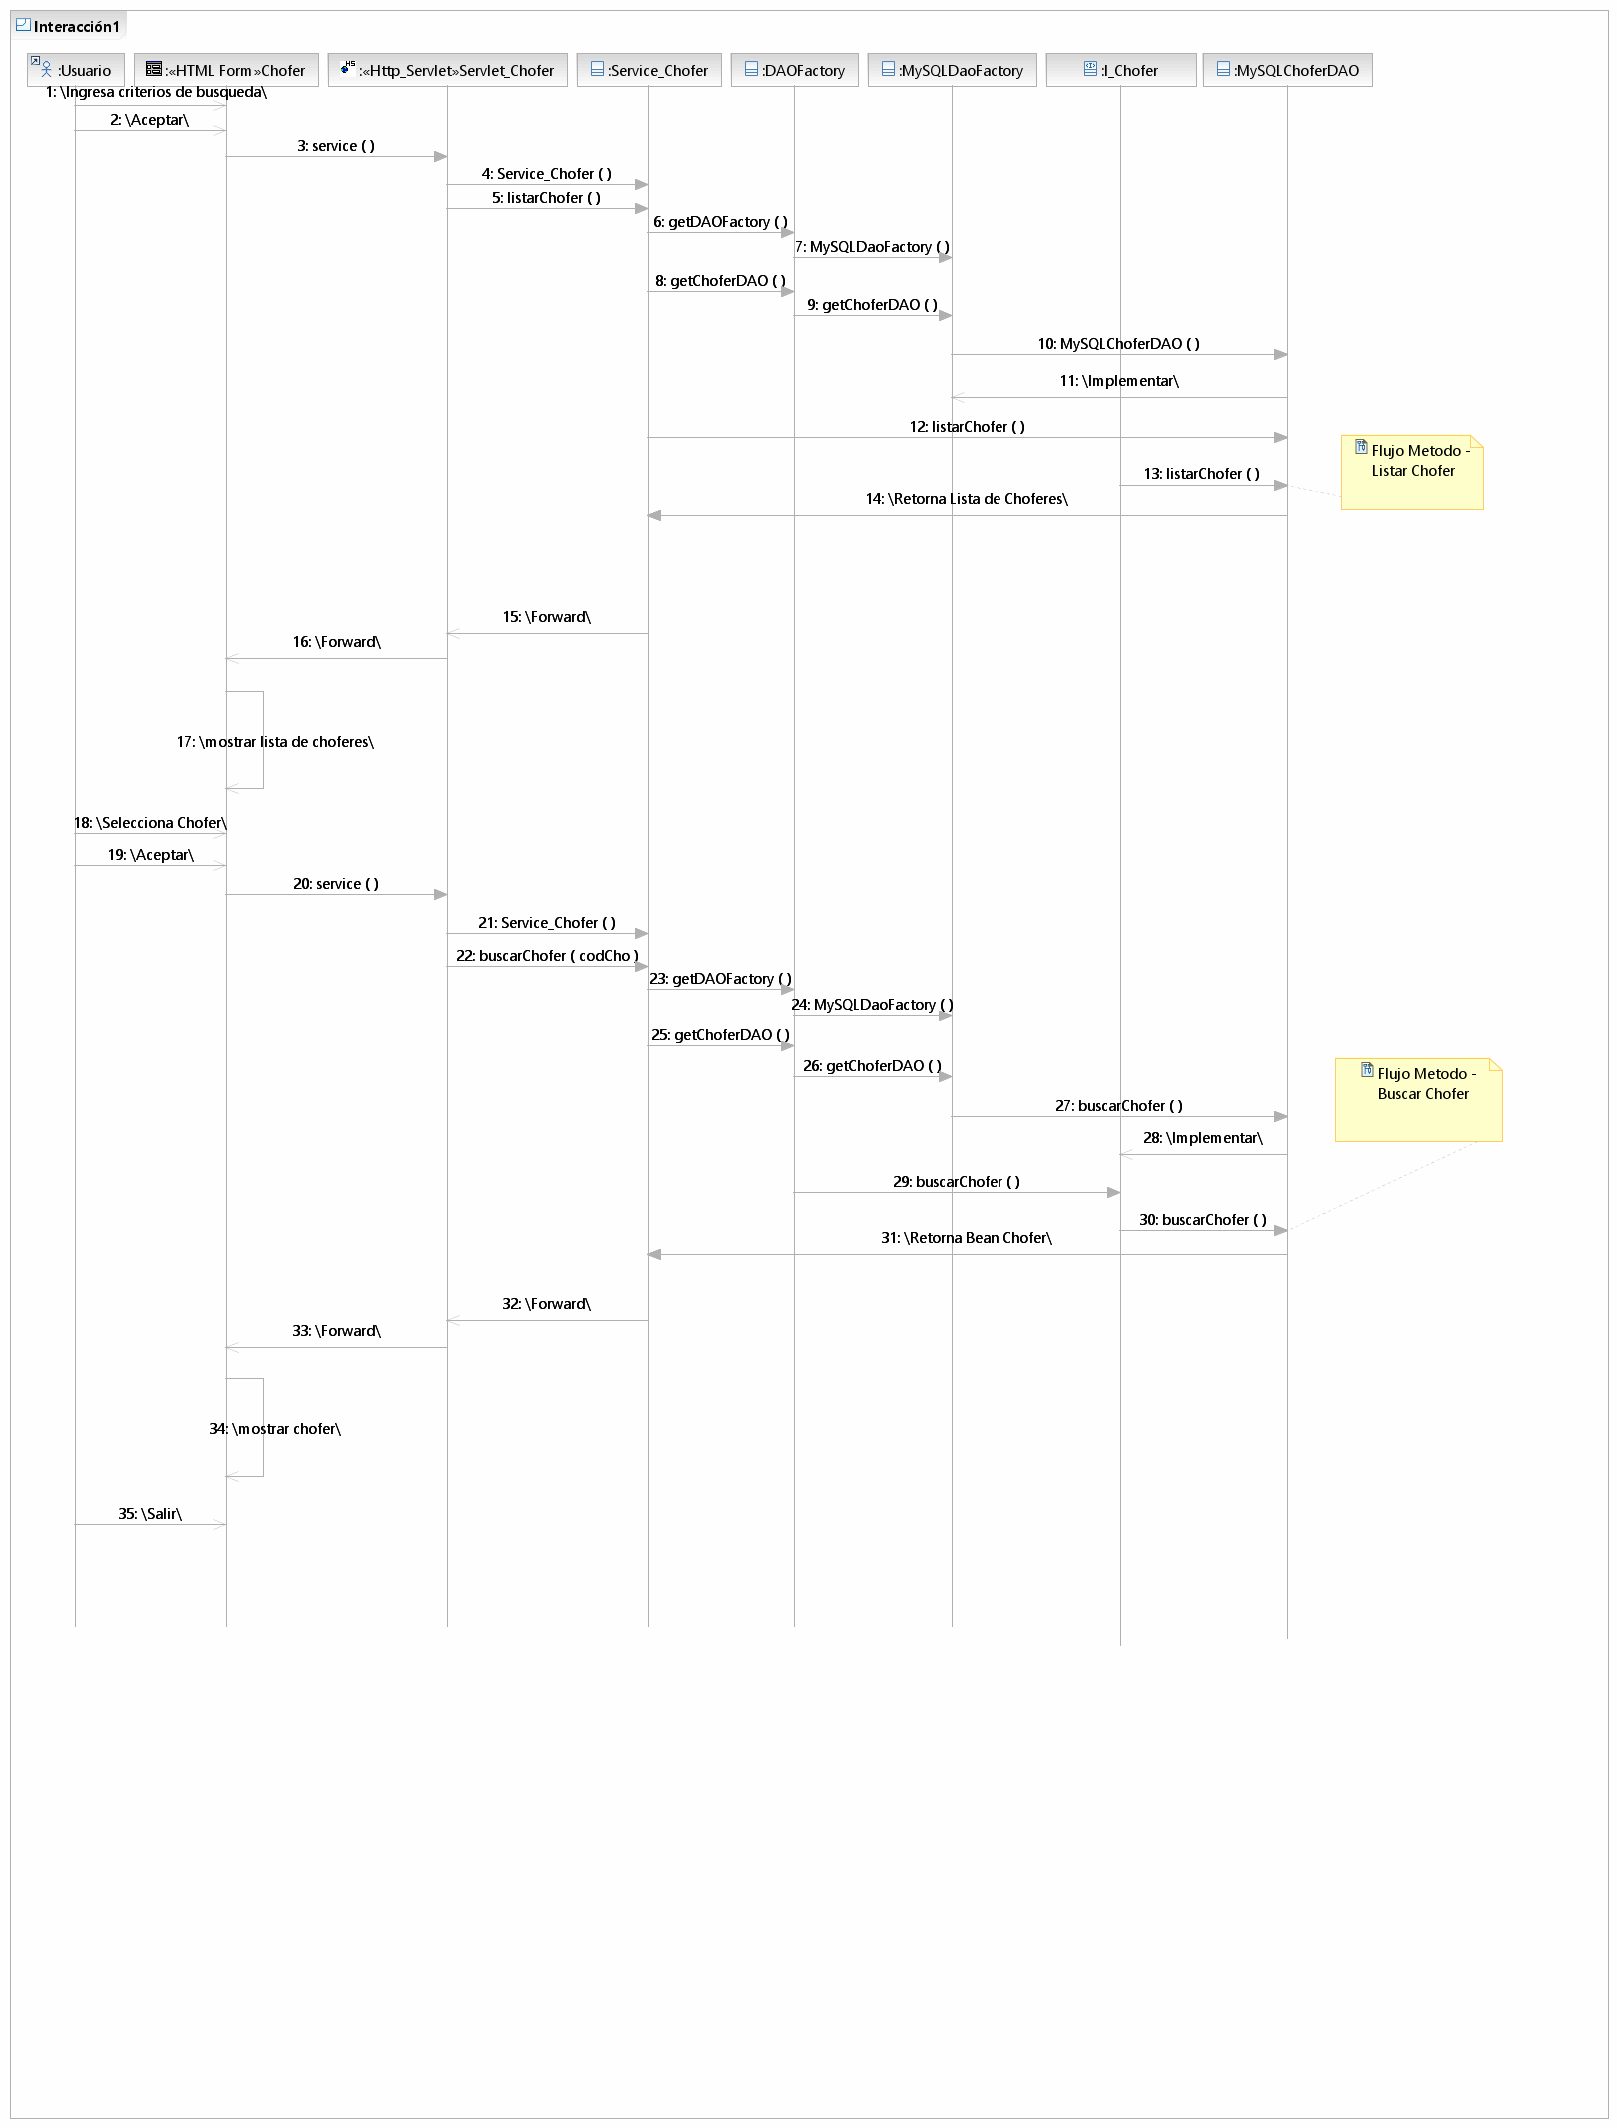 Interacción1
:Usuario
:«HTML Form»Chofer
:«Http_Servlet»Servlet_Chofer
:Service_Chofer
:DAOFactory
:MySQLDaoFactory
:I_Chofer
:MySQLChoferDAO
1: \Ingresa criterios de busqueda\
2: \Aceptar\
3: service ( )
4: Service_Chofer ( )
5: listarChofer ( )
6: getDAOFactory ( )
7: MySQLDaoFactory ( )
8: getChoferDAO ( )
9: getChoferDAO ( )
10: MySQLChoferDAO ( )
11: \Implementar\
12: listarChofer ( )
Flujo Metodo -
Listar Chofer
13: listarChofer ( )
14: \Retorna Lista de Choferes\
15: \Forward\
16: \Forward\
17: \mostrar lista de choferes\
18: \Selecciona Chofer\
19: \Aceptar\
20: service ( )
21: Service_Chofer ( )
22: buscarChofer ( codCho )
23: getDAOFactory ( )
24: MySQLDaoFactory ( )
25: getChoferDAO ( )
26: getChoferDAO ( )
Flujo Metodo -
Buscar Chofer
27: buscarChofer ( )
28: \Implementar\
29: buscarChofer ( )
30: buscarChofer ( )
31: \Retorna Bean Chofer\
32: \Forward\
33: \Forward\
34: \mostrar chofer\
35: \Salir\